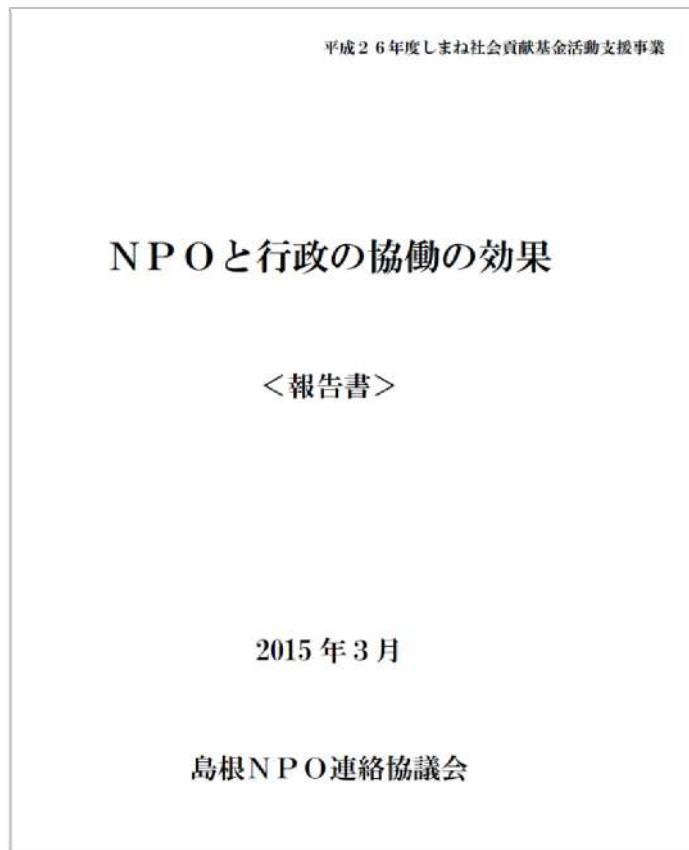 平成２６年度しまね社会貢献基金活動支援事業
ＮＰＯと行政の協働の効果
＜報告書＞
2015 年 3 月
島根ＮＰＯ連絡協議会